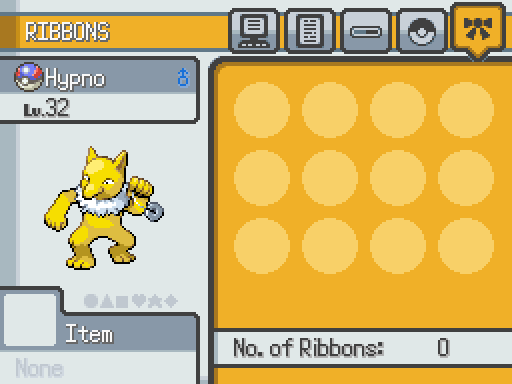 RIBBONS
Hypno ♂
Lv.32
Item
None
No. of Ribbons: 0